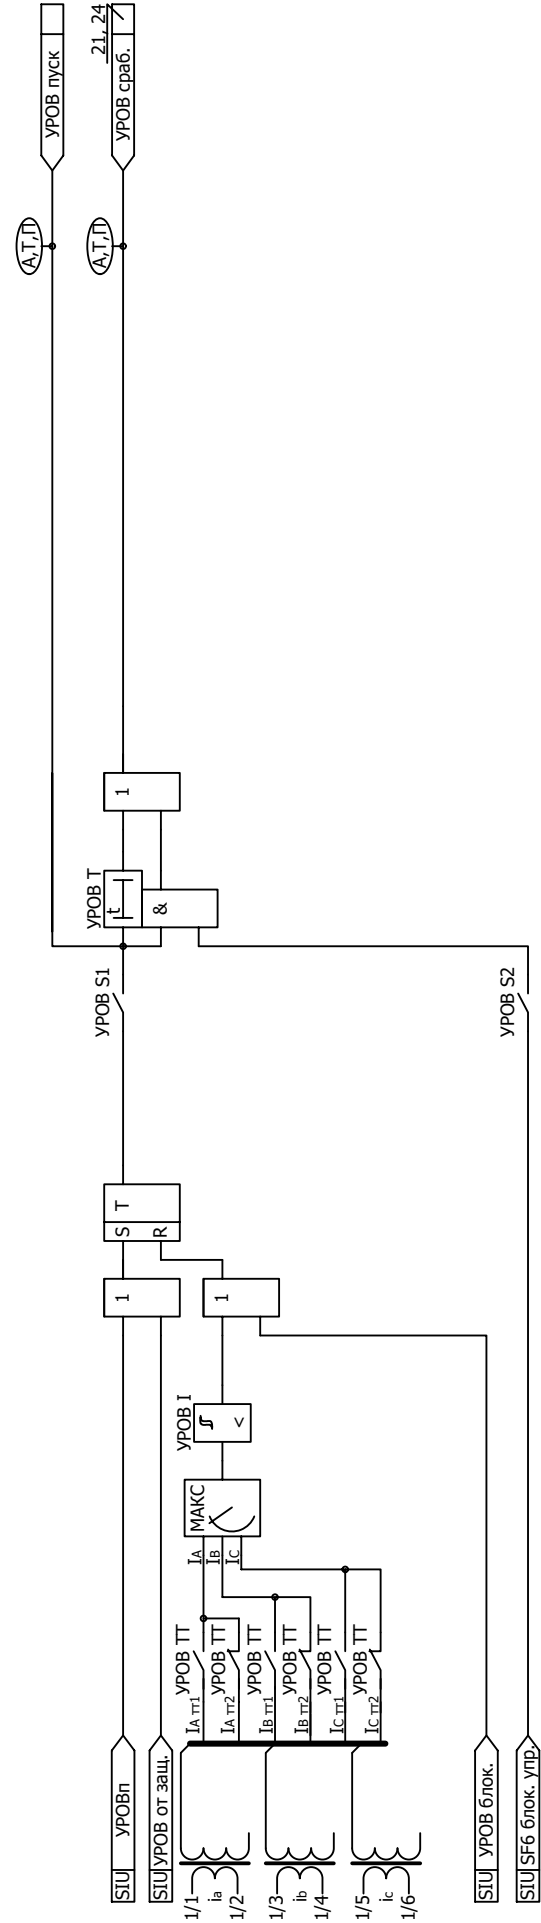 SIU УРОВп
SIU УРОВ от защ.
1/1
ia
1/2
1/3
ib
1/4
1/5
ic
1/6
SIU УРОВ блок.
SIU SF6 блок. упр.
IA тт1
IA тт2
IB тт1
IB тт2
IC тт1
IC тт2
УРОВ ТТ
УРОВ ТТ
УРОВ ТТ
УРОВ ТТ
УРОВ ТТ
УРОВ ТТ
IA
IB
IC
МАКС
УРОВ I
<
1
1
S
R
T
УРОВ S1
УРОВ S2
УРОВ T
t
&
1
А,Т,П
А,Т,П
УРОВ пуск
УРОВ сраб.
21, 24